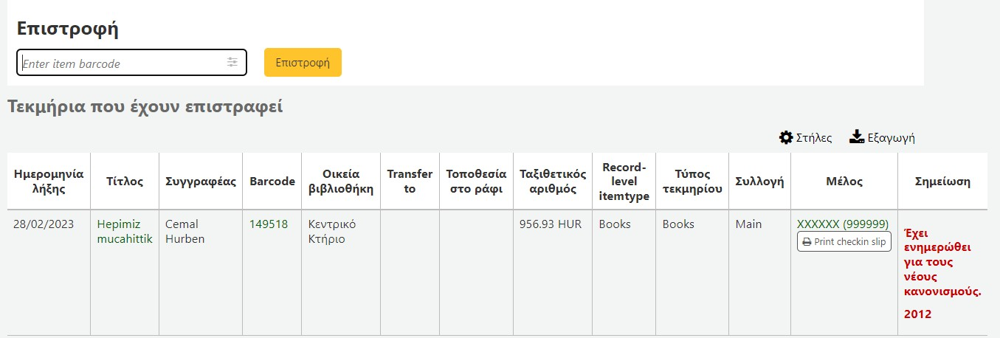 Επιστροφή
Enter item barcode
Επιστροφή
Τεκμήρια που έχουν επιστραφεί
Στήλες
Εξαγωγή
Ημερομηνία λήξης
Τίτλος
Συγγραφέας
Barcode
Οικεία βιβλιοθήκη
Transfer to
Τοποθεσία στο ράφι
Ταξιθετικός αριθμός
Record-level itemtype
Τύπος τεκμηρίου
Συλλογή
Μέλος
Σημείωση
28/02/2023
Hepimiz mucahittik
Cemal Hurben
149518
Κεντρικό Κτήριο
956.93 HUR
Books
Books
Main
XXXXXX (999999)
Print checkin slip
Έχει ενημερώθει για τους νέους κανονισμούς.
2012